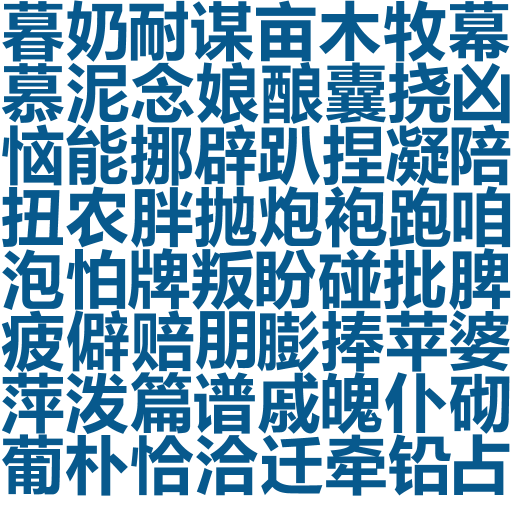 暮奶耐谋亩木牧幕
慕泥念娘酿囊挠凶
恼能挪辟趴捏凝陪
扭农胖抛炮袍跑咱
泡怕牌叛盼碰批脾
疲僻赔朋膨捧苹婆
萍泼篇谱戚魄仆砌
葡朴恰洽迁牵铅占